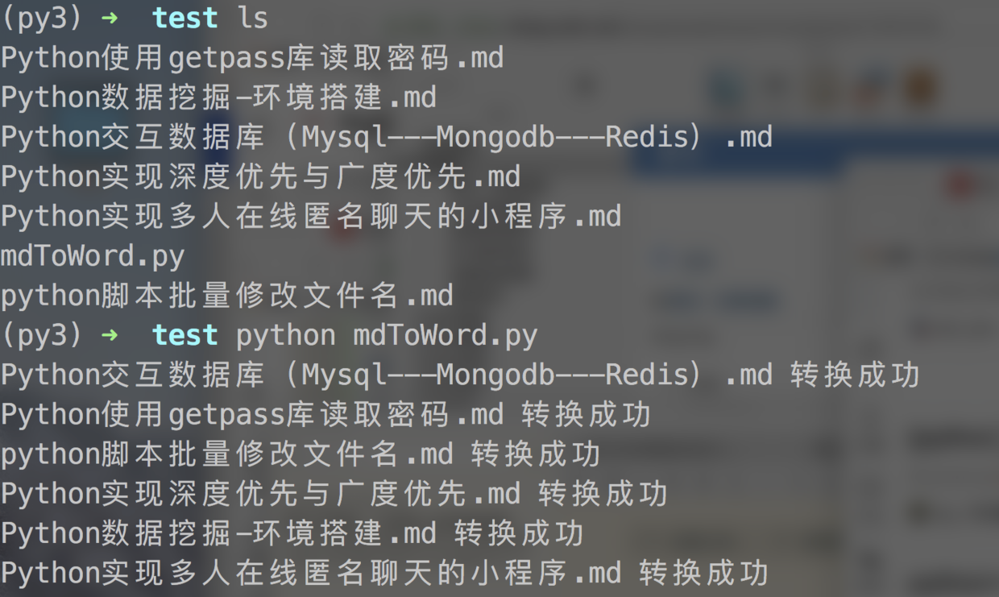 (py3) ➜ test ls
Python使用getpass库读取密码.md
Python数据挖掘-环境搭建.md
Python交互数据库（Mysql---Mongodb---Redis）.md
Python实现深度优先与广度优先.md
Python实现多人在线匿名聊天的小程序.md
mdToWord.py
python脚本批量修改文件名.md
(py3) ➜ test python mdToWord.py
Python交互数据库（Mysql---Mongodb---Redis）.md 转换成功
Python使用getpass库读取密码.md 转换成功
python脚本批量修改文件名.md 转换成功
Python实现深度优先与广度优先.md 转换成功
Python数据挖掘-环境搭建.md 转换成功
Python实现多人在线匿名聊天的小程序.md 转换成功